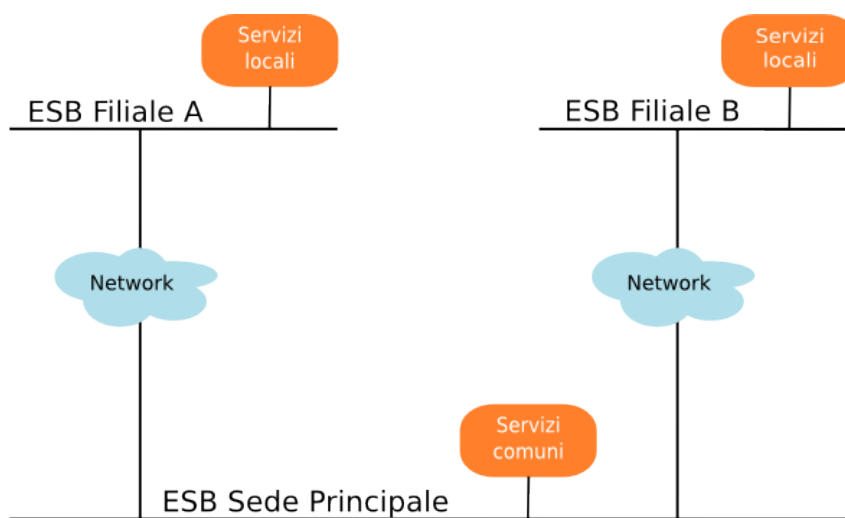 Servizi
locali
Servizi
locali
ESB Filiale A
ESB Filiale B
Network
Network
Servizi
comuni
ESB Sede Principale